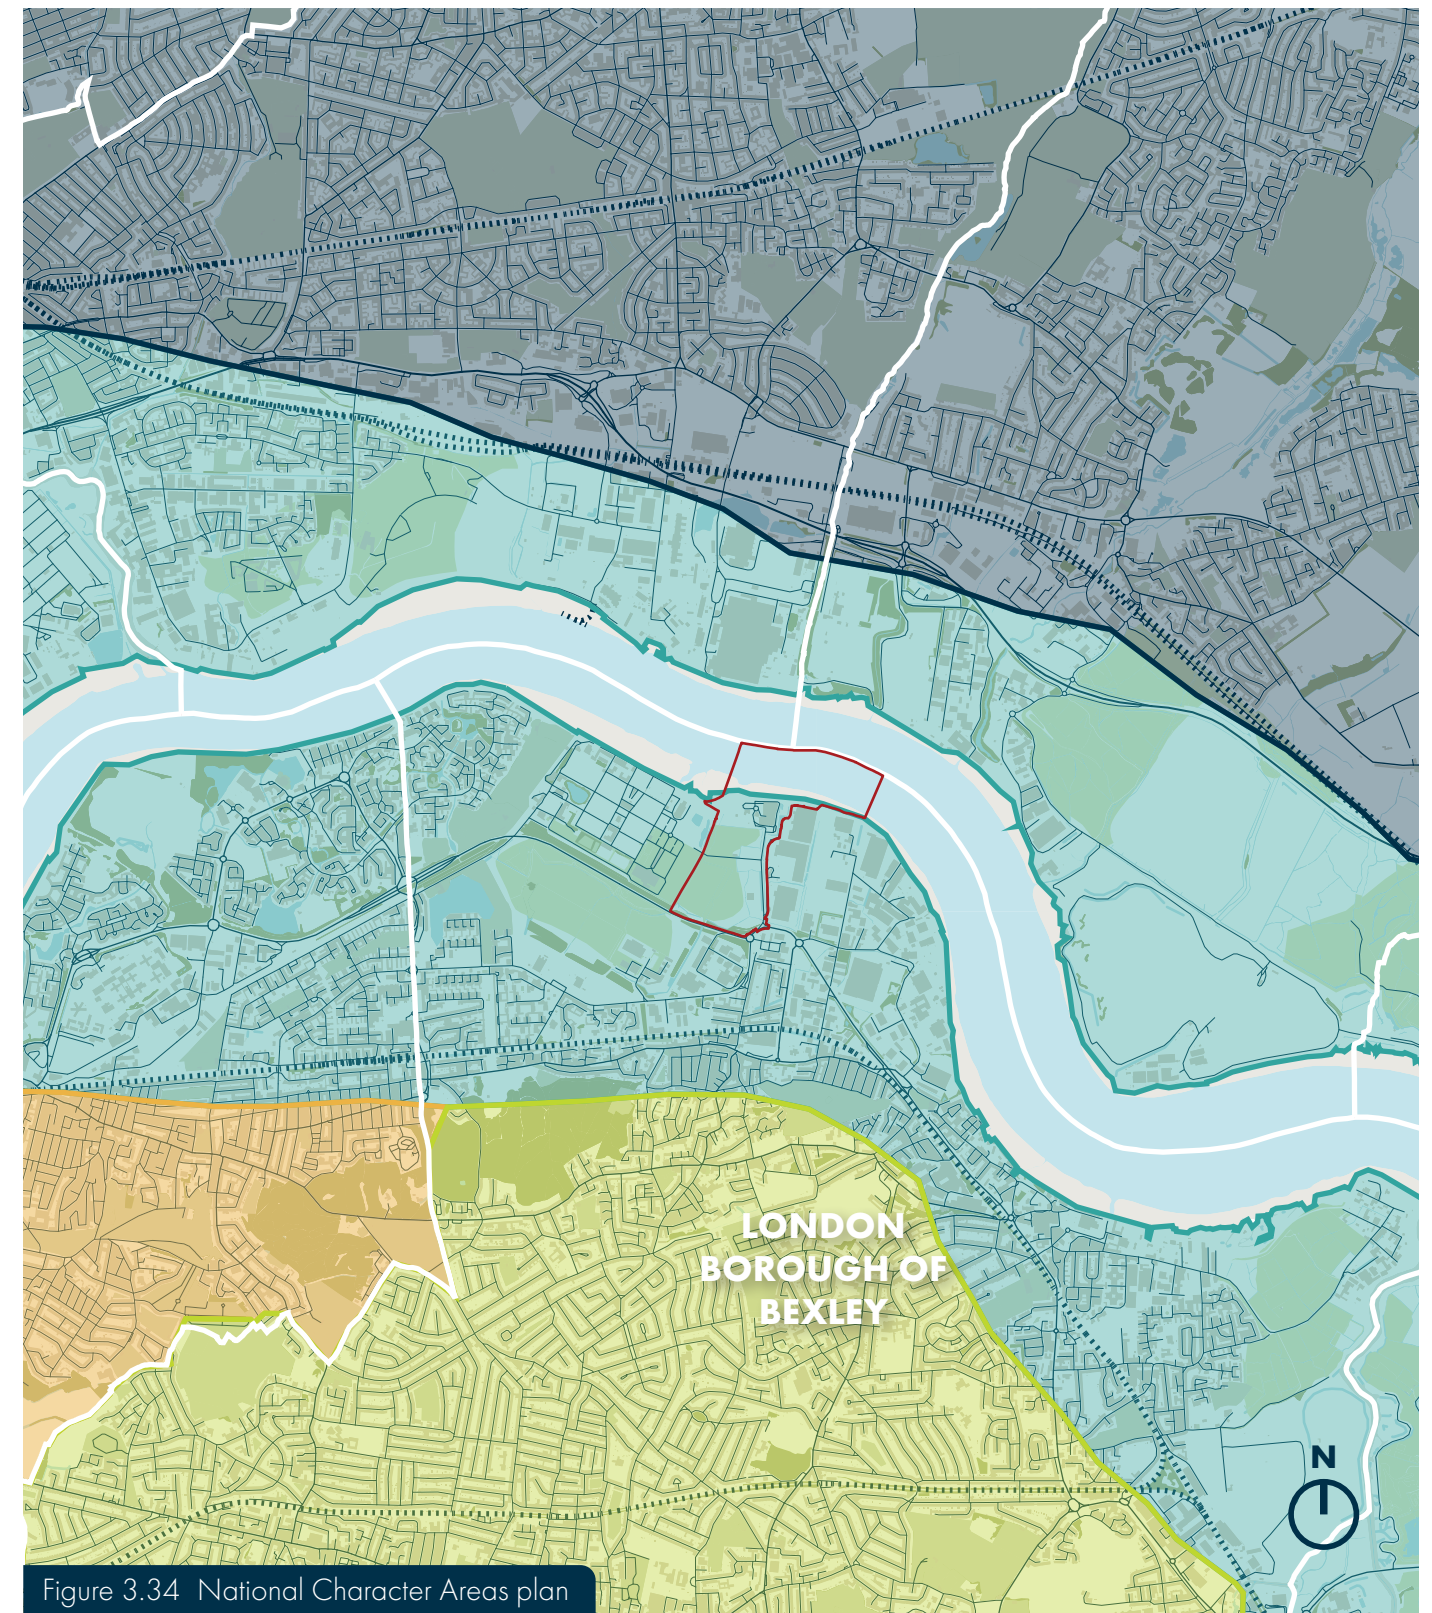 LONDON
BOROUGH OF
BEXLEY
N
Figure 3.34 National Character Areas plan